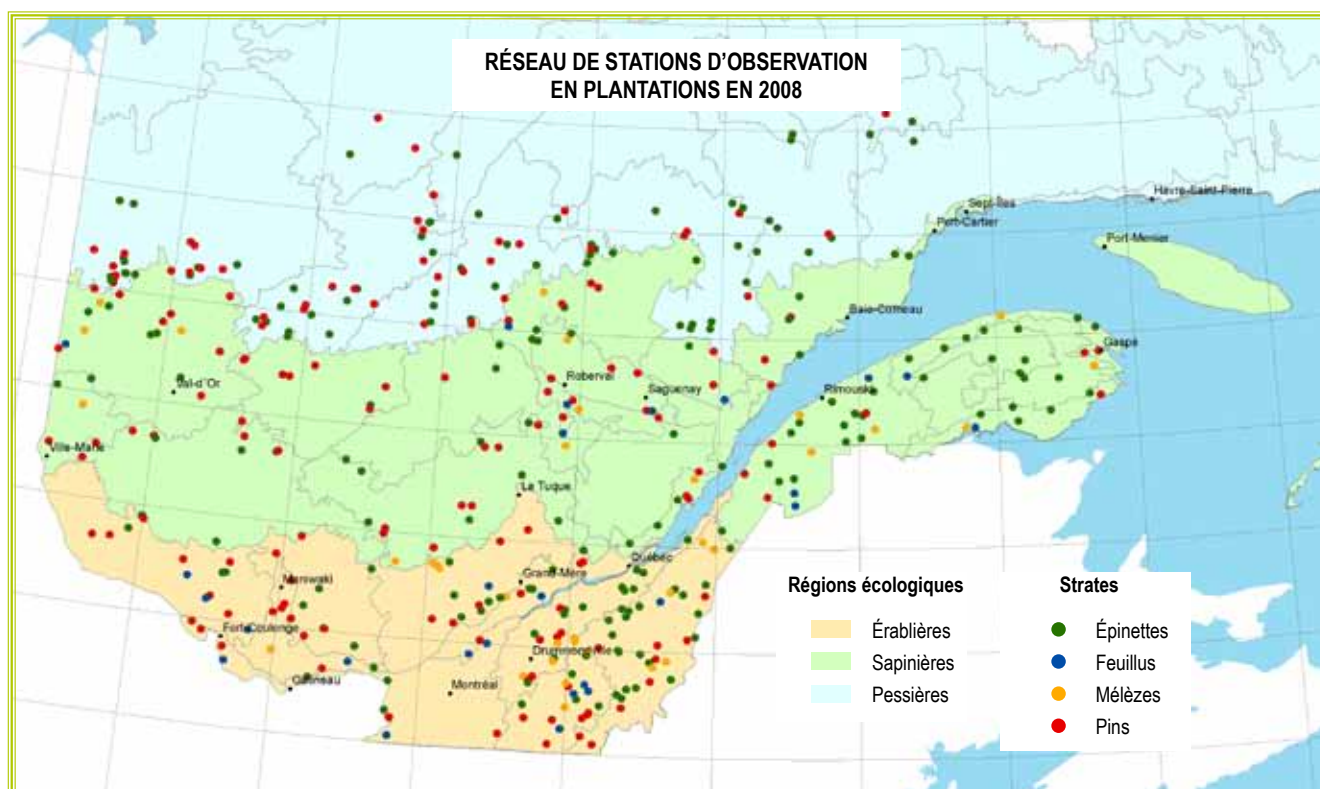 RÉSEAU DE STATIONS D'OBSERVATION
EN PLANTATIONS EN 2008
Havre-Saint-Pierre
Sept-Îles
Port-Cartier
Port-Menier
Baie-Comeau
Gaspé
Roberval
Val-d'Or
Saguenay
Rimouski
Ville-Marie
La Tuque
Québec
Grand-Mère
Maniwaki
Fort-Coulonge
Drummondville
Gatineau
Montréal
Régions écologiques
Érablières
Sapinières
Pessières
Strates
Épinettes
Feuillus
Mélèzes
Pins